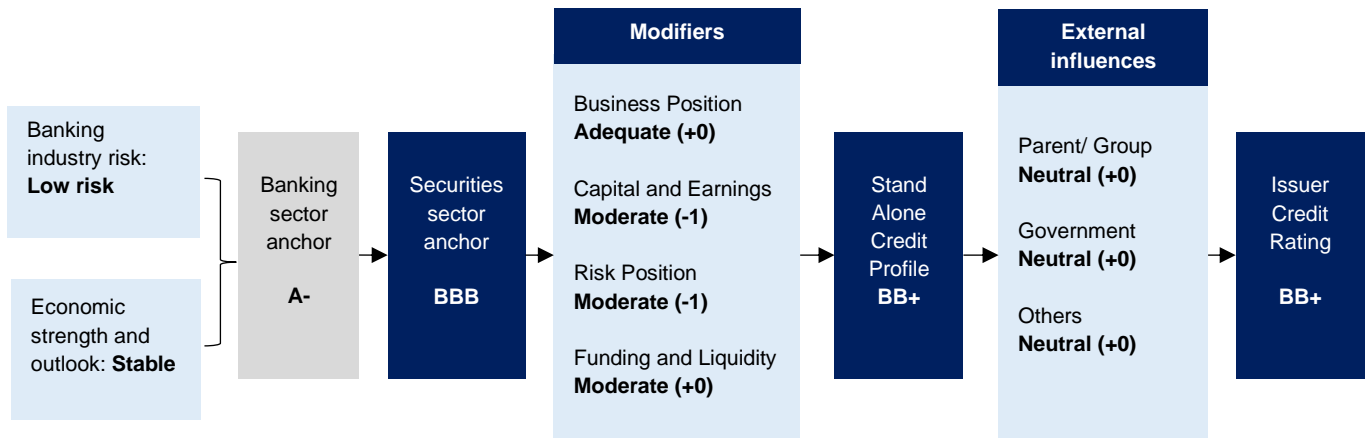 Banking
industry risk:
Low risk
Economic
strength and
outlook: Stable
Banking
sector
anchor
A-
Securities
sector
anchor
BBB
Modifiers
Business Position
Adequate (+0)
Capital and Earnings
Moderate (-1)
Risk Position
Moderate (-1)
Funding and Liquidity
Moderate (+0)
Stand
Alone
Credit
Profile
BB+
External
influences
Parent/ Group
Neutral (+0)
Government
Neutral (+0)
Others
Neutral (+0)
Issuer
Credit
Rating
BB+